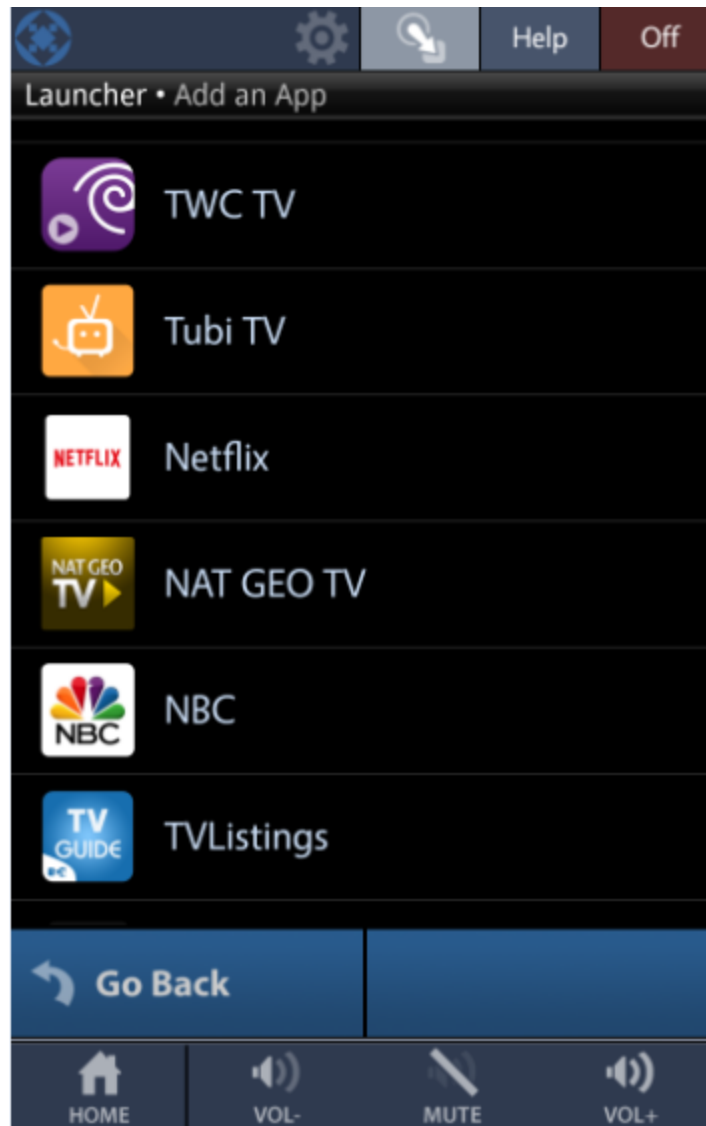 Help Off
Launcher • Add an App
TWC TV
Tubi TV
NETFLIX Netflix
NAT GEO
TV NAT GEO TV
NBC NBC
TV
GUIDE TVListings
Go Back
HOME VOL- MUTE VOL+